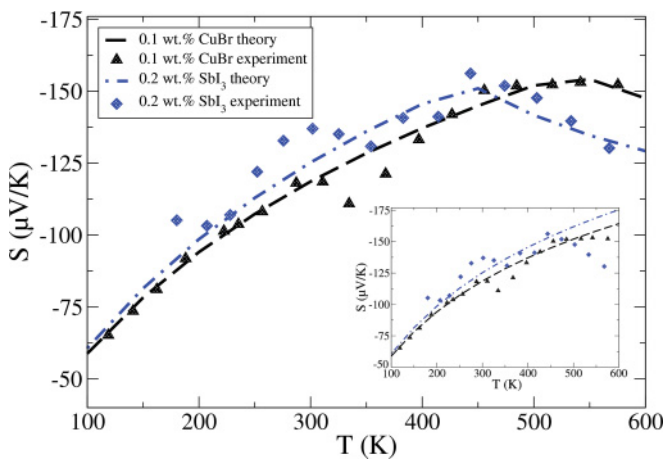 -175
-150
-125
-100
-75
-50
S (μV/K)
0.1 wt.% CuBr theory
0.1 wt.% CuBr experiment
0.2 wt.% SbI₃ theory
0.2 wt.% SbI₃ experiment
-175
-150
-125
-100
-75
-50
S (μV/K)
100 200 300 400 500 600
T (K)
100 200 300 400 500 600
T (K)